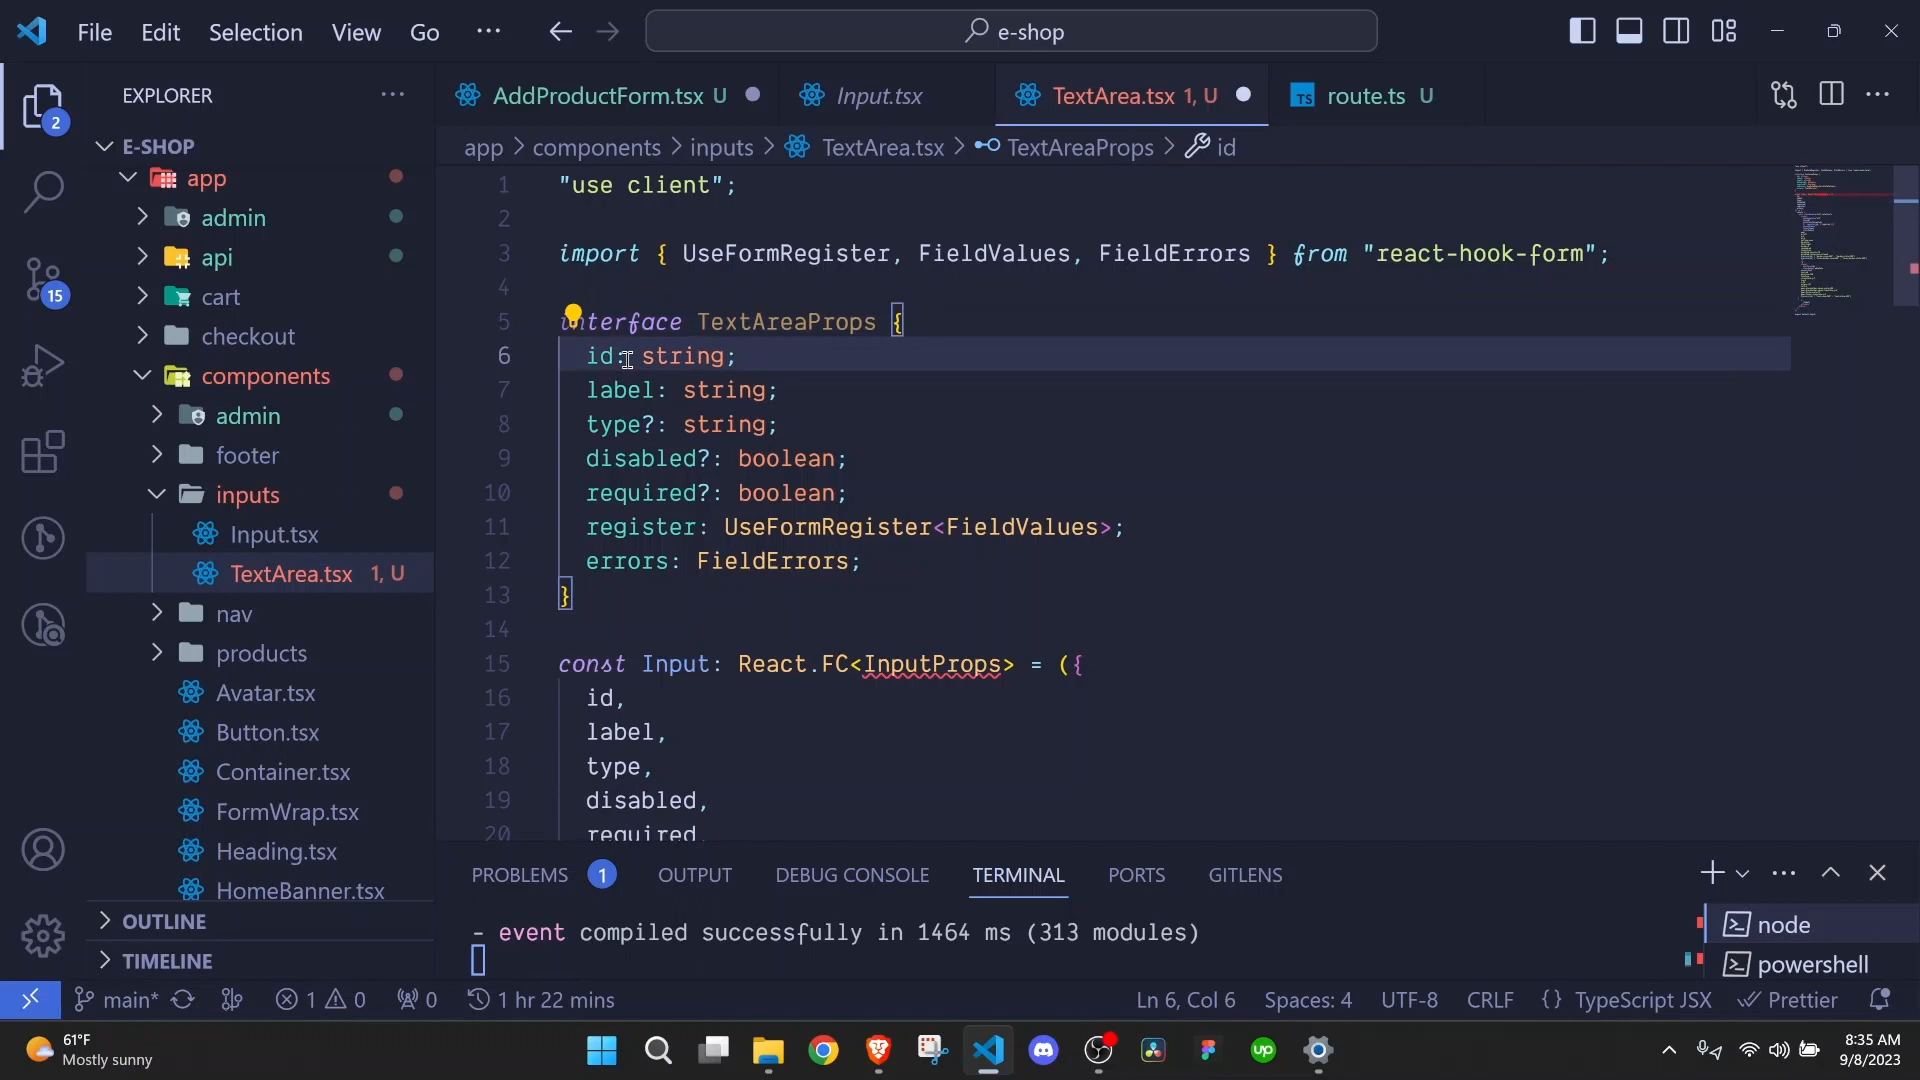 File Edit Selection View Go ··· e-shop
EXPLORER ···
AddProductForm.tsx U
Input.tsx
TextArea.tsx 1, U
TS route.ts U
app > components > inputs > TextArea.tsx > TextAreaProps > id
2
15
E-SHOP
app
admin
api
cart
checkout
components
admin
footer
inputs
Input.tsx
TextArea.tsx 1, U
nav
products
Avatar.tsx
Button.tsx
Container.tsx
FormWrap.tsx
Heading.tsx
HomeBanner.tsx
OUTLINE
TIMELINE
1 "use client";
2
3 import { UseFormRegister, FieldValues, FieldErrors } from "react-hook-form";
4
5 interface TextAreaProps {
6 id: string;
7 label: string;
8 type?: string;
9 disabled?: boolean;
10 required?: boolean;
11 register: UseFormRegister<FieldValues>;
12 errors: FieldErrors;
13 }
14
15 const Input: React.FC<InputProps> = ({
16 id,
17 label,
18 type,
19 disabled,
20 required,
PROBLEMS 1 OUTPUT DEBUG CONSOLE TERMINAL PORTS GITLENS
- event compiled successfully in 1464 ms (313 modules)
node
powershell
main* 1 0 0 1 hr 22 mins Ln 6, Col 6 Spaces: 4 UTF-8 CRLF {} TypeScript JSX Prettier
61°F
Mostly sunny
up
8:35 AM
9/8/2023